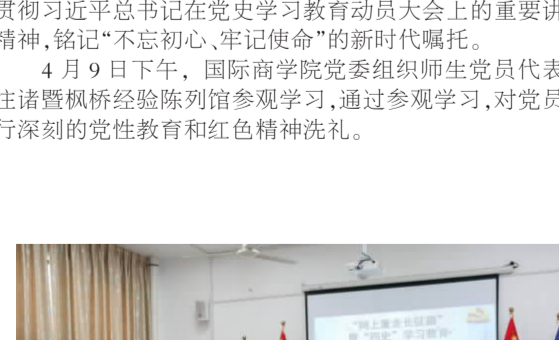 贯彻习近平总书记在党史学习教育动员大会上的重要讲
精神,铭记“不忘初心、牢记使命”的新时代嘱托。
4 月 9 日下午，国际商学院党委组织师生党员代表
往诸暨枫桥经验陈列馆参观学习,通过参观学习,对党员
行深刻的党性教育和红色精神洗礼。
“网上重走长征路”
暨“四史”学习教育